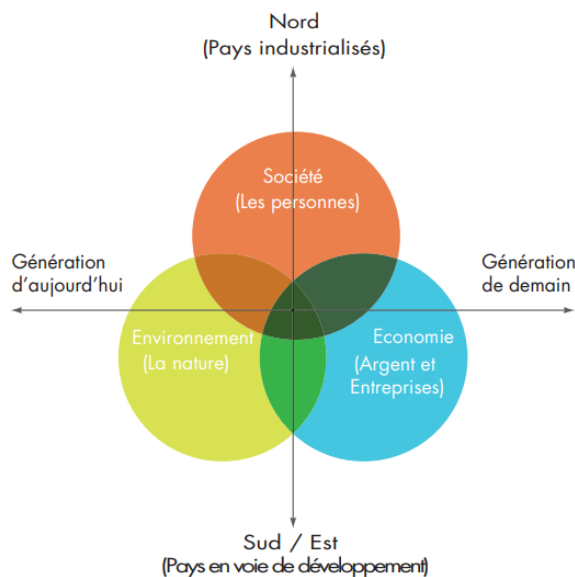 Nord
(Pays industrialisés)
Société
(Les personnes)
Génération
d'aujourd'hui
Génération
de demain
Environnement
(La nature)
Economie
(Argent et
Entreprises)
Sud / Est
(Pays en voie de développement)